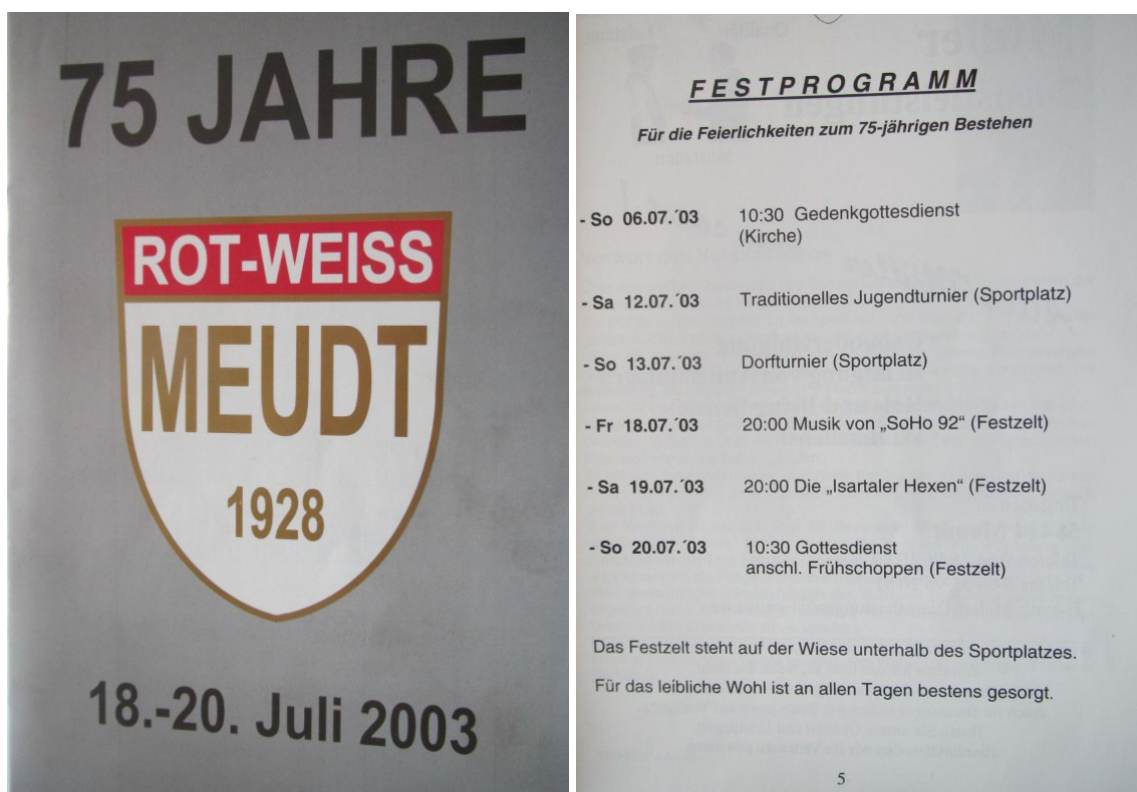 75 JAHRE
ROT-WEISS
MEUDT
1928
18.-20. Juli 2003
FESTPROGRAMM
Für die Feierlichkeiten zum 75-jährigen Bestehen
- So 06.07.´03 10:30 Gedenkgottesdienst
(Kirche)
- Sa 12.07.´03 Traditionelles Jugendturnier (Sportplatz)
- So 13.07.´03 Dorfturnier (Sportplatz)
- Fr 18.07.´03 20:00 Musik von „SoHo 92“ (Festzelt)
- Sa 19.07.´03 20:00 Die „Isartaler Hexen“ (Festzelt)
- So 20.07.´03 10:30 Gottesdienst
anschl. Frühschoppen (Festzelt)
Das Festzelt steht auf der Wiese unterhalb des Sportplatzes.
Für das leibliche Wohl ist an allen Tagen bestens gesorgt.
5